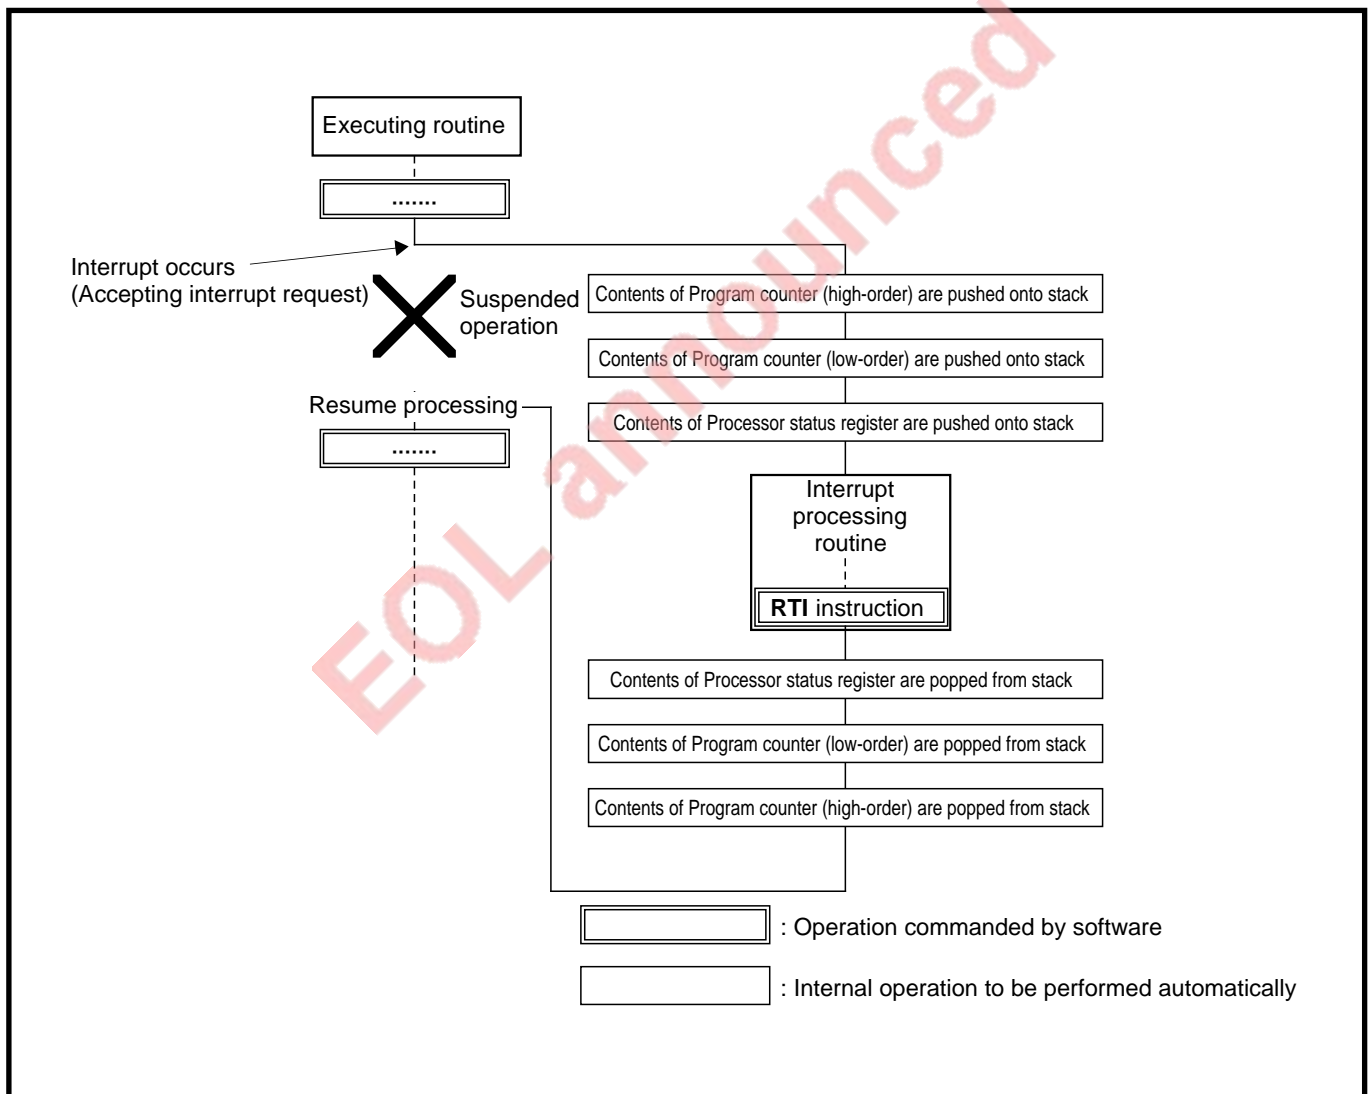 Executing routine
.......
Interrupt occurs
(Accepting interrupt request)
Suspended
operation
Contents of Program counter (high-order) are pushed onto stack
Contents of Program counter (low-order) are pushed onto stack
Contents of Processor status register are pushed onto stack
Resume processing
.......
Interrupt
processing
routine
RTI instruction
Contents of Processor status register are popped from stack
Contents of Program counter (low-order) are popped from stack
Contents of Program counter (high-order) are popped from stack
: Operation commanded by software
: Internal operation to be performed automatically
EOL announced